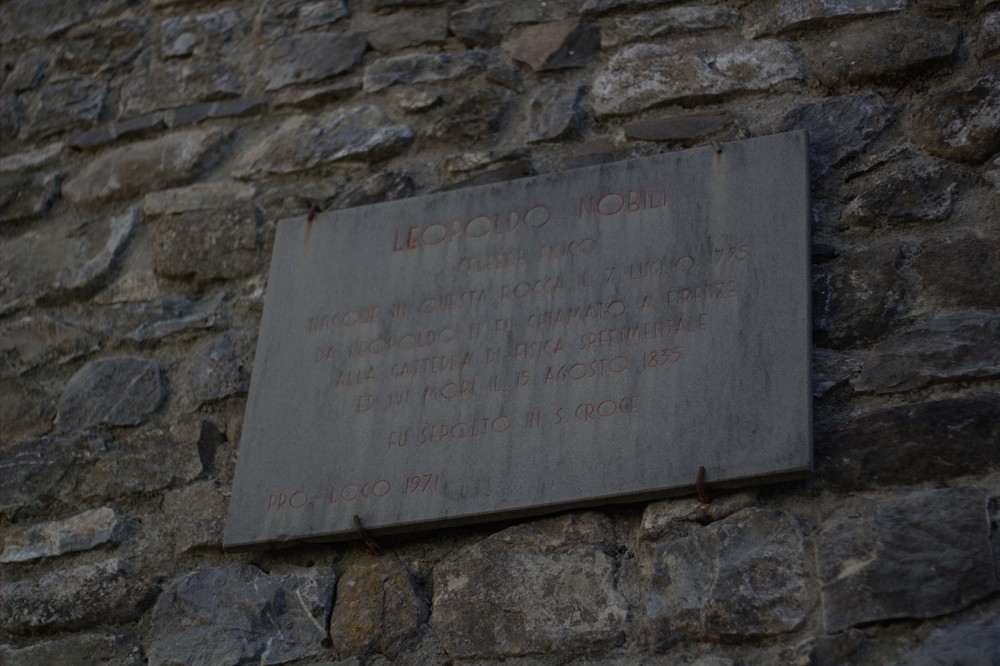 LEOPOLDO NOBILI
CELEBRE FISICO
NACQUE IN QUESTA ROCCA IL 7 LUGLIO 1785
DA LEOPOLDO II FU CHIAMATO A FIRENZE
ALLA CATTEDRA DI FISICA SPERIMENTALE
ED IVI MORÌ IL 15 AGOSTO 1835
FU SEPOLTO IN S. CROCE
PRO - LOCO 1971